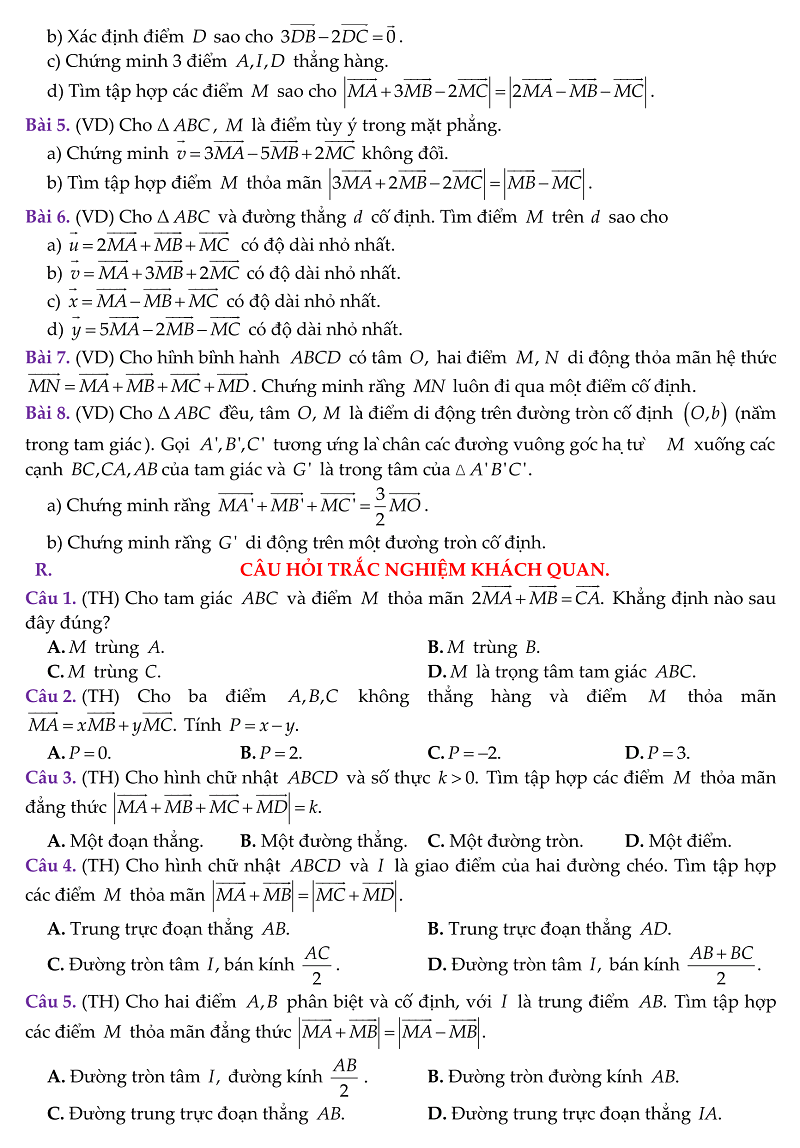 b) Xác định điểm D sao cho 3\overrightarrow{DB} − 2\overrightarrow{DC} = \vec{0}.
c) Chứng minh 3 điểm A, I, D thẳng hàng.
d) Tìm tập hợp các điểm M sao cho |\overrightarrow{MA} + 3\overrightarrow{MB} − 2\overrightarrow{MC}| = |2\overrightarrow{MA} − \overrightarrow{MB} − \overrightarrow{MC}|.
Bài 5. (VD) Cho Δ ABC, M là điểm tùy ý trong mặt phẳng.
a) Chứng minh \vec{v} = 3\overrightarrow{MA} − 5\overrightarrow{MB} + 2\overrightarrow{MC} không đổi.
b) Tìm tập hợp điểm M thỏa mãn |3\overrightarrow{MA} + 2\overrightarrow{MB} − 2\overrightarrow{MC}| = |\overrightarrow{MB} − \overrightarrow{MC}|.
Bài 6. (VD) Cho Δ ABC và đường thẳng d cố định. Tìm điểm M trên d sao cho
a) \vec{u} = 2\overrightarrow{MA} + \overrightarrow{MB} + \overrightarrow{MC} có độ dài nhỏ nhất.
b) \vec{v} = \overrightarrow{MA} + 3\overrightarrow{MB} + 2\overrightarrow{MC} có độ dài nhỏ nhất.
c) \vec{x} = \overrightarrow{MA} − \overrightarrow{MB} + \overrightarrow{MC} có độ dài nhỏ nhất.
d) \vec{y} = 5\overrightarrow{MA} − 2\overrightarrow{MB} − \overrightarrow{MC} có độ dài nhỏ nhất.
Bài 7. (VD) Cho hình bình hành ABCD có tâm O, hai điểm M, N di động thỏa mãn hệ thức
\overrightarrow{MN} = \overrightarrow{MA} + \overrightarrow{MB} + \overrightarrow{MC} + \overrightarrow{MD}. Chứng minh rằng MN luôn đi qua một điểm cố định.
Bài 8. (VD) Cho Δ ABC đều, tâm O, M là điểm di động trên đường tròn cố định (O,b) (nằm
trong tam giác). Gọi A', B', C' tương ứng là chân các đường vuông góc hạ từ M xuống các
cạnh BC, CA, AB của tam giác và G' là trong tâm của △ A'B'C'.
a) Chứng minh rằng \overrightarrow{MA'} + \overrightarrow{MB'} + \overrightarrow{MC'} = \frac{3}{2}\overrightarrow{MO}.
b) Chứng minh rằng G' di động trên một đương tròn cố định.
R. CÂU HỎI TRẮC NGHIỆM KHÁCH QUAN.
Câu 1. (TH) Cho tam giác ABC và điểm M thỏa mãn 2\overrightarrow{MA} + \overrightarrow{MB} = \overrightarrow{CA}. Khẳng định nào sau
đây đúng?
A. M trùng A. B. M trùng B.
C. M trùng C. D. M là trọng tâm tam giác ABC.
Câu 2. (TH) Cho ba điểm A, B, C không thẳng hàng và điểm M thỏa mãn
\overrightarrow{MA} = x\overrightarrow{MB} + y\overrightarrow{MC}. Tính P = x − y.
A. P = 0. B. P = 2. C. P = −2. D. P = 3.
Câu 3. (TH) Cho hình chữ nhật ABCD và số thực k > 0. Tìm tập hợp các điểm M thỏa mãn
đẳng thức |\overrightarrow{MA} + \overrightarrow{MB} + \overrightarrow{MC} + \overrightarrow{MD}| = k.
A. Một đoạn thẳng. B. Một đường thẳng. C. Một đường tròn. D. Một điểm.
Câu 4. (TH) Cho hình chữ nhật ABCD và I là giao điểm của hai đường chéo. Tìm tập hợp
các điểm M thỏa mãn |\overrightarrow{MA} + \overrightarrow{MB}| = |\overrightarrow{MC} + \overrightarrow{MD}|.
A. Trung trực đoạn thẳng AB. B. Trung trực đoạn thẳng AD.
C. Đường tròn tâm I, bán kính \frac{AC}{2}. D. Đường tròn tâm I, bán kính \frac{AB + BC}{2}.
Câu 5. (TH) Cho hai điểm A, B phân biệt và cố định, với I là trung điểm AB. Tìm tập hợp
các điểm M thỏa mãn đẳng thức |\overrightarrow{MA} + \overrightarrow{MB}| = |\overrightarrow{MA} − \overrightarrow{MB}|.
A. Đường tròn tâm I, đường kính \frac{AB}{2}. B. Đường tròn đường kính AB.
C. Đường trung trực đoạn thẳng AB. D. Đường trung trực đoạn thẳng IA.